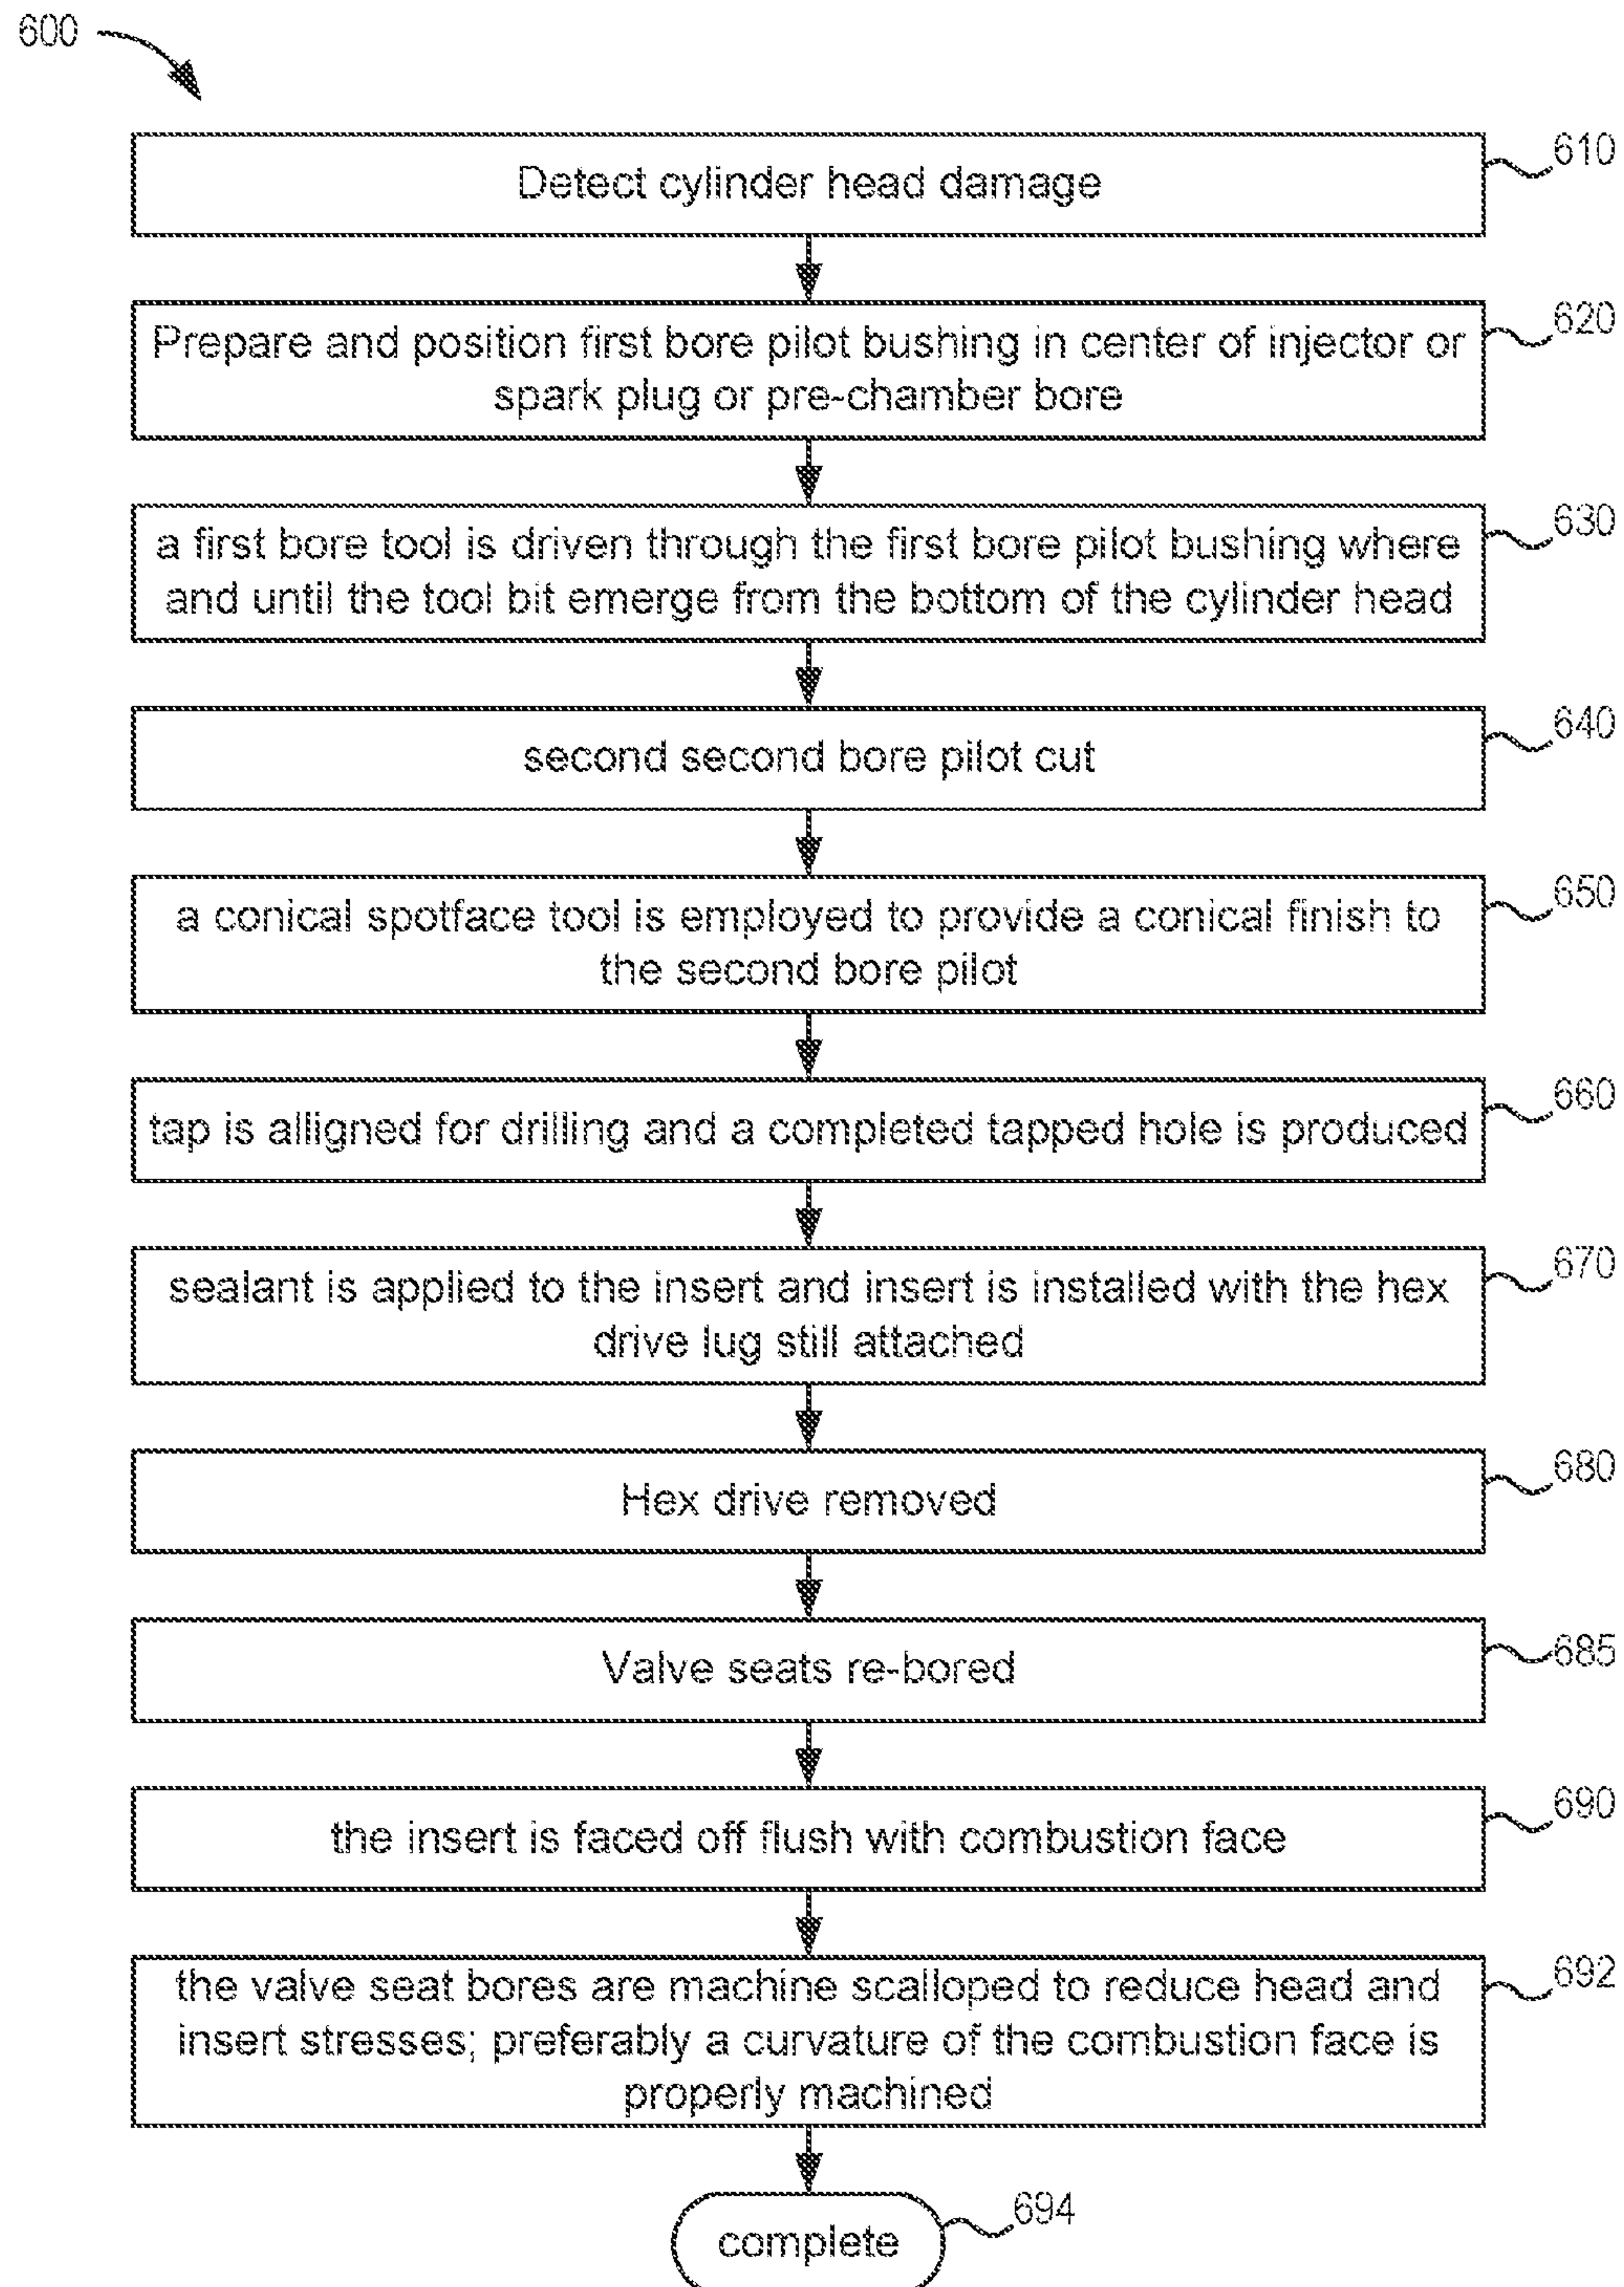 600
610
Detect cylinder head damage
620
Prepare and position first bore pilot bushing in center of injector or
spark plug or pre-chamber bore
630
a first bore tool is driven through the first bore pilot bushing where
and until the tool bit emerge from the bottom of the cylinder head
640
second second bore pilot cut
650
a conical spotface tool is employed to provide a conical finish to
the second bore pilot
660
tap is alligned for drilling and a completed tapped hole is produced
670
sealant is applied to the insert and insert is installed with the hex
drive lug still attached
680
Hex drive removed
685
Valve seats re-bored
690
the insert is faced off flush with combustion face
692
the valve seat bores are machine scalloped to reduce head and
insert stresses; preferably a curvature of the combustion face is
properly machined
694
complete